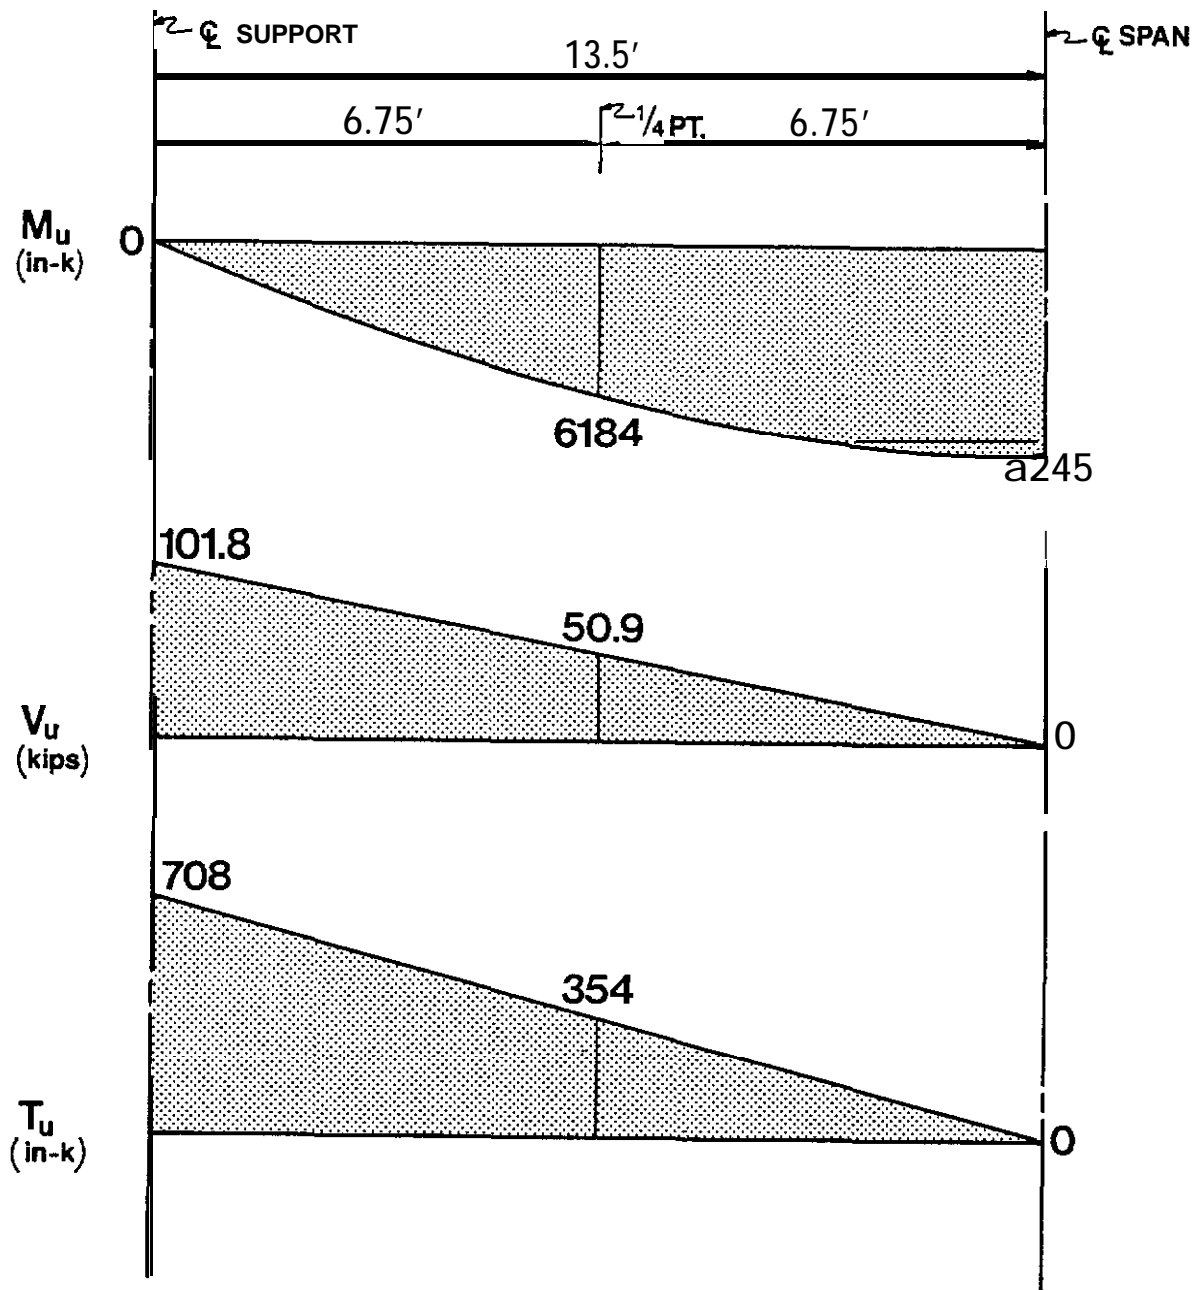 ℄ SUPPORT
℄ SPAN
13.5'
6.75'
1/4 PT.
6.75'
Mu
(in-k)
0
6184
a245
101.8
50.9
Vu
(kips)
0
708
354
Tu
(in-k)
0